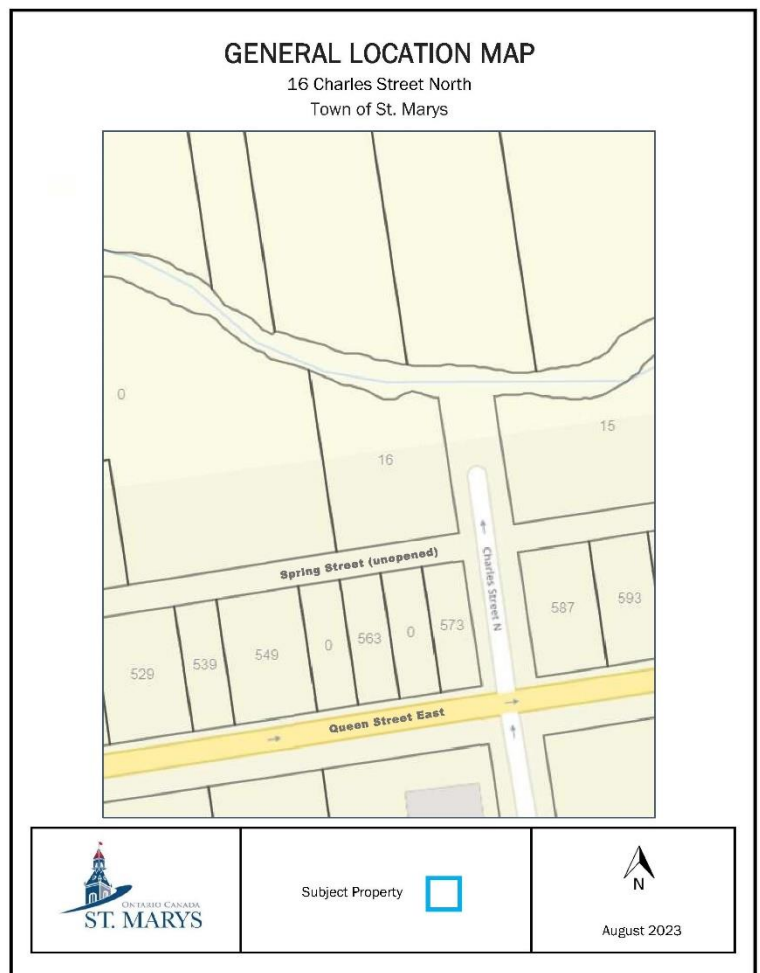 GENERAL LOCATION MAP
16 Charles Street North
Town of St. Marys
0
15
16
Spring Street (unopened)
Charles Street N
529
539
549
0
563
0
573
587
593
Queen Street East
ONTARIO CANADA
ST. MARYS
Subject Property
N
August 2023